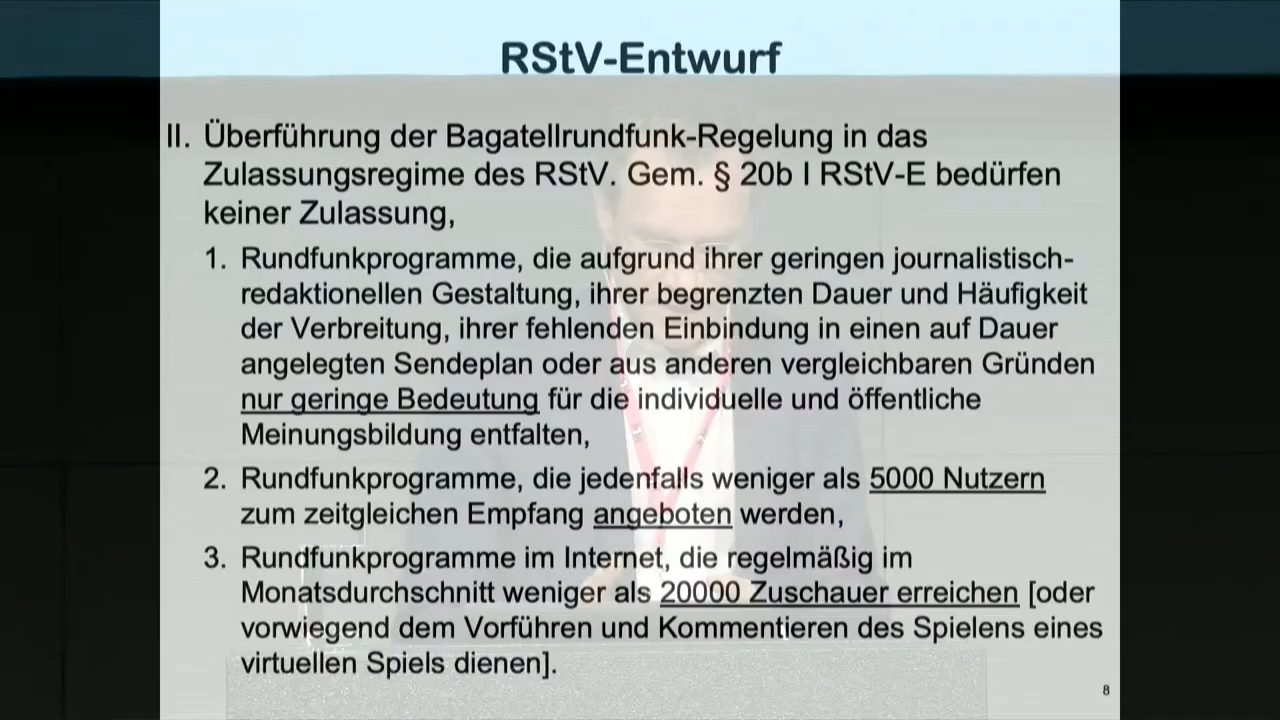 RStV-Entwurf
II. Überführung der Bagatellrundfunk-Regelung in das
Zulassungsregime des RStV. Gem. § 20b I RStV-E bedürfen
keiner Zulassung,
1. Rundfunkprogramme, die aufgrund ihrer geringen journalistisch-
redaktionellen Gestaltung, ihrer begrenzten Dauer und Häufigkeit
der Verbreitung, ihrer fehlenden Einbindung in einen auf Dauer
angelegten Sendeplan oder aus anderen vergleichbaren Gründen
nur geringe Bedeutung für die individuelle und öffentliche
Meinungsbildung entfalten,
2. Rundfunkprogramme, die jedenfalls weniger als 5000 Nutzern
zum zeitgleichen Empfang angeboten werden,
3. Rundfunkprogramme im Internet, die regelmäßig im
Monatsdurchschnitt weniger als 20000 Zuschauer erreichen [oder
vorwiegend dem Vorführen und Kommentieren des Spielens eines
virtuellen Spiels dienen].
8